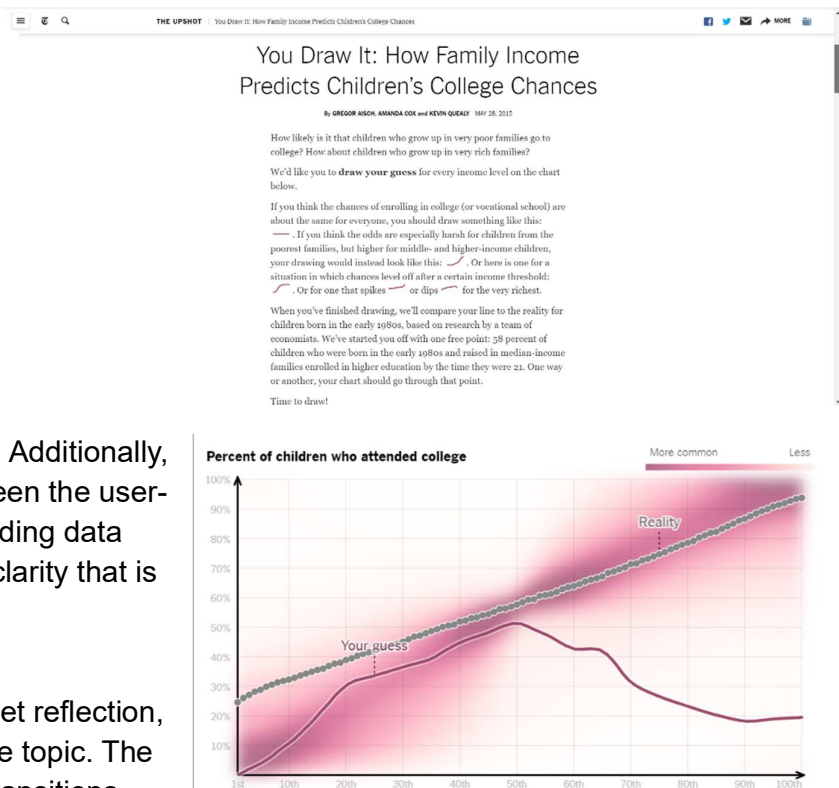 THE UPSHOT | You Draw It: How Family Income Predicts Children's College Chances
MORE
You Draw It: How Family Income
Predicts Children's College Chances
By GREGOR AISCH, AMANDA COX and KEVIN QUEALY MAY 28, 2015
How likely is it that children who grow up in very poor families go to
college? How about children who grow up in very rich families?
We'd like you to draw your guess for every income level on the chart
below.
If you think the chances of enrolling in college (or vocational school) are
about the same for everyone, you should draw something like this:
. If you think the odds are especially harsh for children from the
poorest families, but higher for middle- and higher-income children,
your drawing would instead look like this: . Or here is one for a
situation in which chances level off after a certain income threshold:
. Or for one that spikes or dips for the very richest.
When you've finished drawing, we'll compare your line to the reality for
children born in the early 1980s, based on research by a team of
economists. We've started you off with one free point: 58 percent of
children who were born in the early 1980s and raised in median-income
families enrolled in higher education by the time they were 21. One way
or another, your chart should go through that point.
Time to draw!
Additionally,
een the user-
ding data
clarity that is
et reflection,
e topic. The
Percent of children who attended college
More common
Less
100%
90%
80%
70%
60%
50%
40%
30%
20%
10%
Reality
Your guess
1st
10th
20th
30th
40th
50th
60th
70th
80th
90th
100th